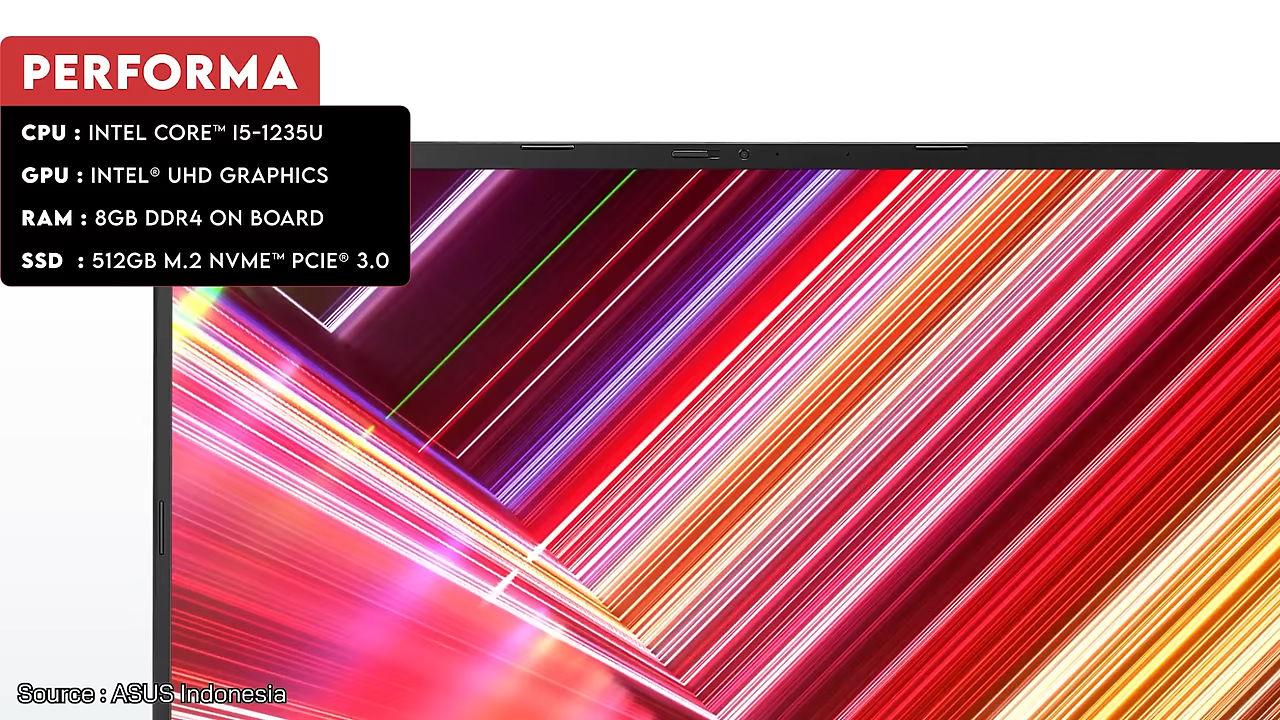 PERFORMA
CPU : INTEL CORE™ I5-1235U
GPU : INTEL® UHD GRAPHICS
RAM : 8GB DDR4 ON BOARD
SSD : 512GB M.2 NVME™ PCIE® 3.0
Source : ASUS Indonesia